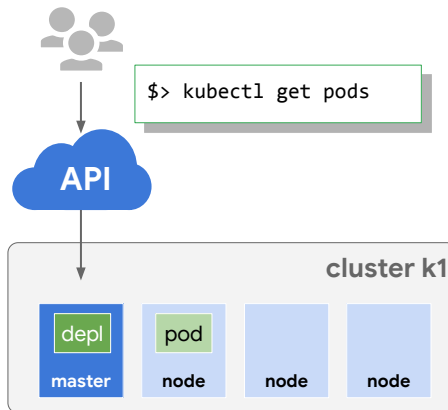 $> kubectl get pods
API
cluster k1
depl
pod
master
node
node
node